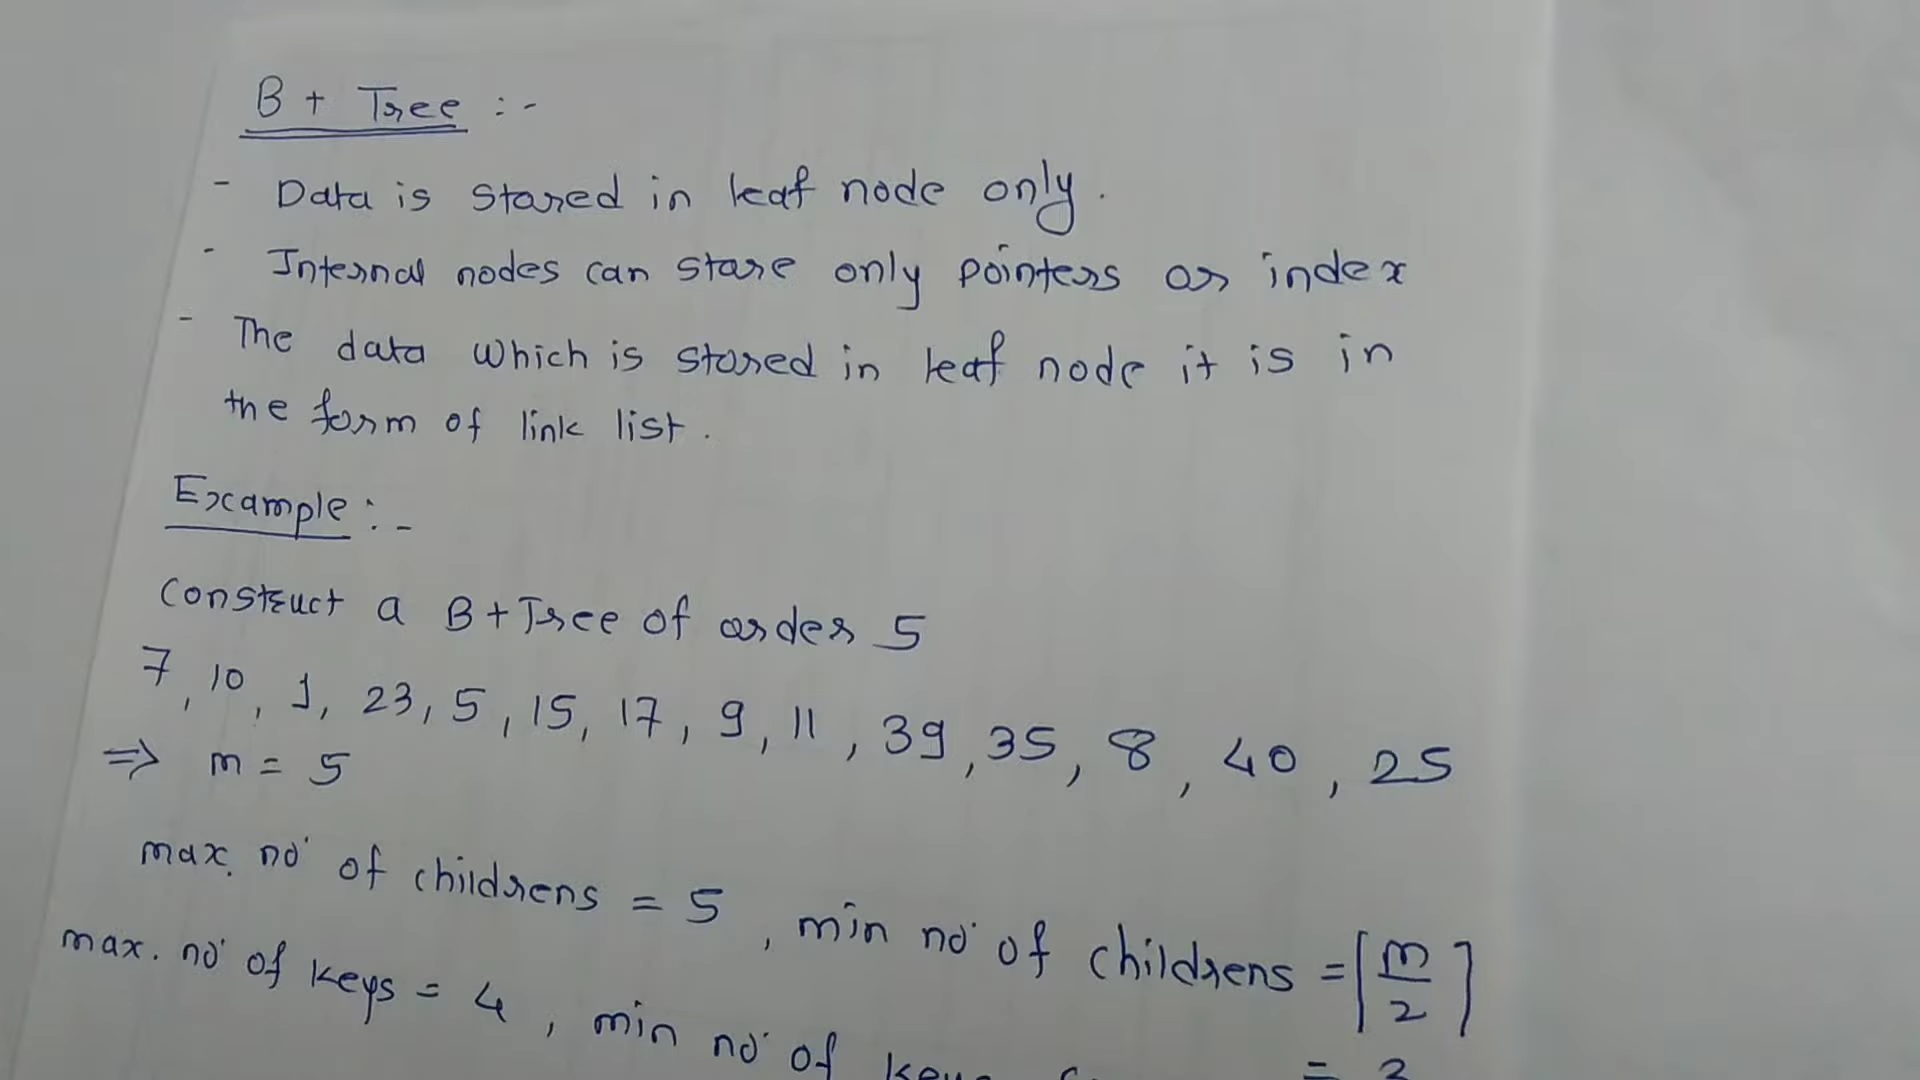 B + Tree :-
- Data is stored in leaf node only.
- Internal nodes can store only pointers or index
- The data which is stored in leaf node it is in
the form of link list.
Example :-
construct a B+Tree of order 5
7, 10, 1, 23, 5, 15, 17, 9, 11, 39, 35, 8, 40, 25
⇒ m = 5
max. no of childrens = 5, min no of childrens = ⌈m/2⌉
max. no of keys = 4, min no of
= 3